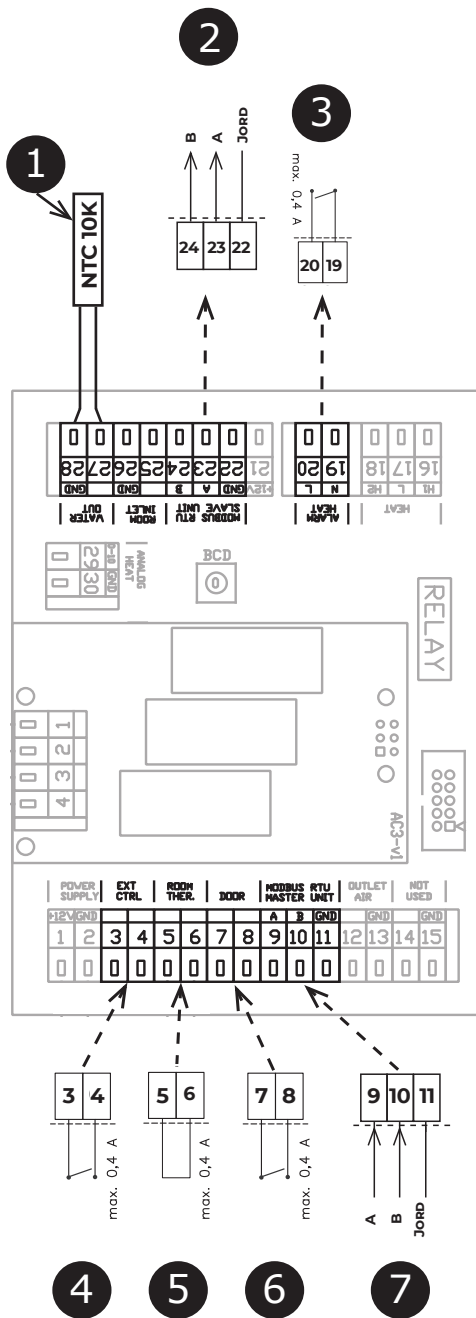 2
3
1
NTC 10K
B
A
JORD
24 23 22
max. 0,4 A
20 19
28 27 26 25 24 23 22 21
GND GND B A GND +12V
VATER OUT
ROOM INLET
MODBUS RTU SLAVE UNIT
20 19 18 17 16
L N H2 L H1
ALARM HEAT
HEAT
29 30
0-10 GND
ANALOG HEAT
BCD
RELAY
1
2
3
4
AC3-v1
POWER SUPPLY
EXT CTRL
ROOM THER.
DOOR
MODBUS RTU MASTER UNIT
OUTLET AIR
NOT USED
+12V GND A B GND GND GND
1 2 3 4 5 6 7 8 9 10 11 12 13 14 15
3 4
max. 0,4 A
5 6
max. 0,4 A
7 8
max. 0,4 A
9 10 11
A
B
JORD
4
5
6
7